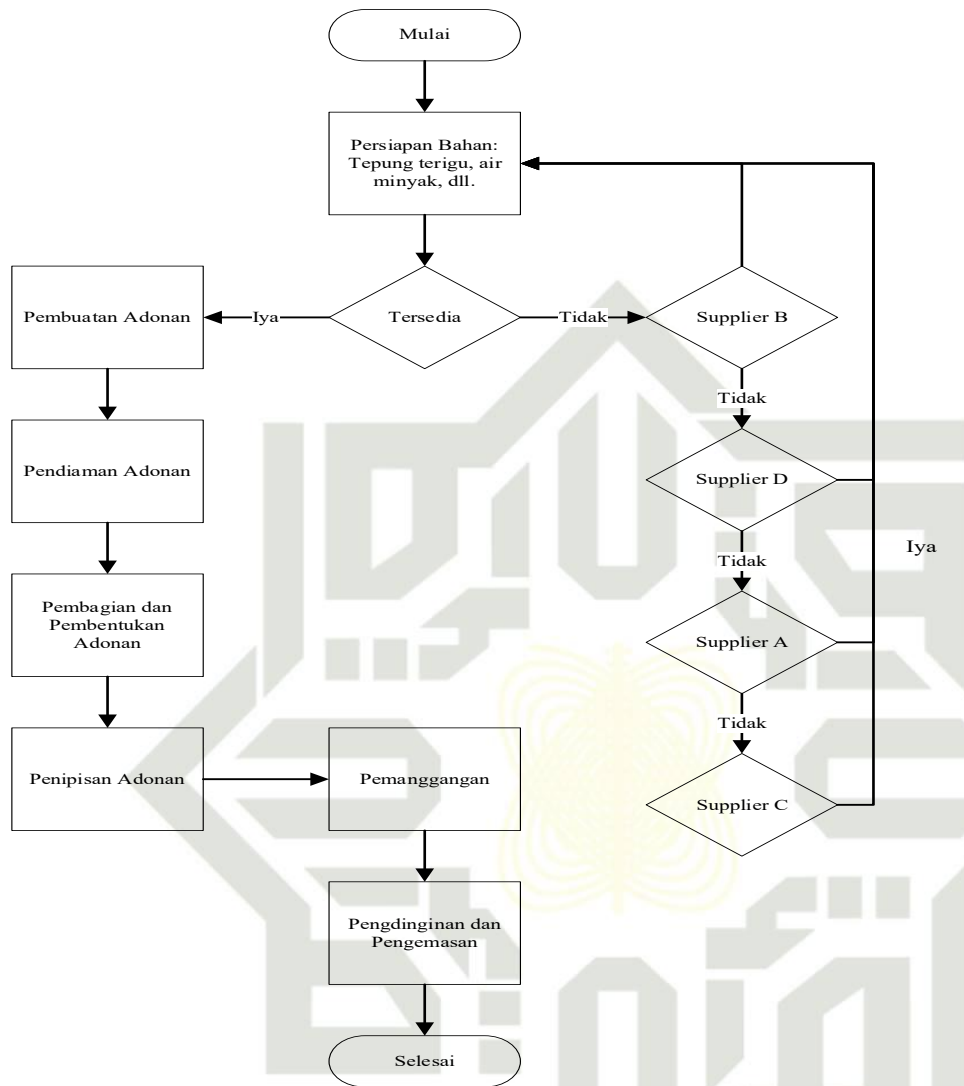 Mulai
Persiapan Bahan:
Tepung terigu, air
minyak, dll.
Tersedia
Iya
Tidak
Pembuatan Adonan
Supplier B
Tidak
Pendiaman Adonan
Supplier D
Iya
Tidak
Pembagian dan
Pembentukan
Adonan
Supplier A
Tidak
Penipisan Adonan
Pemanggangan
Supplier C
Pengdinginan dan
Pengemasan
Selesai